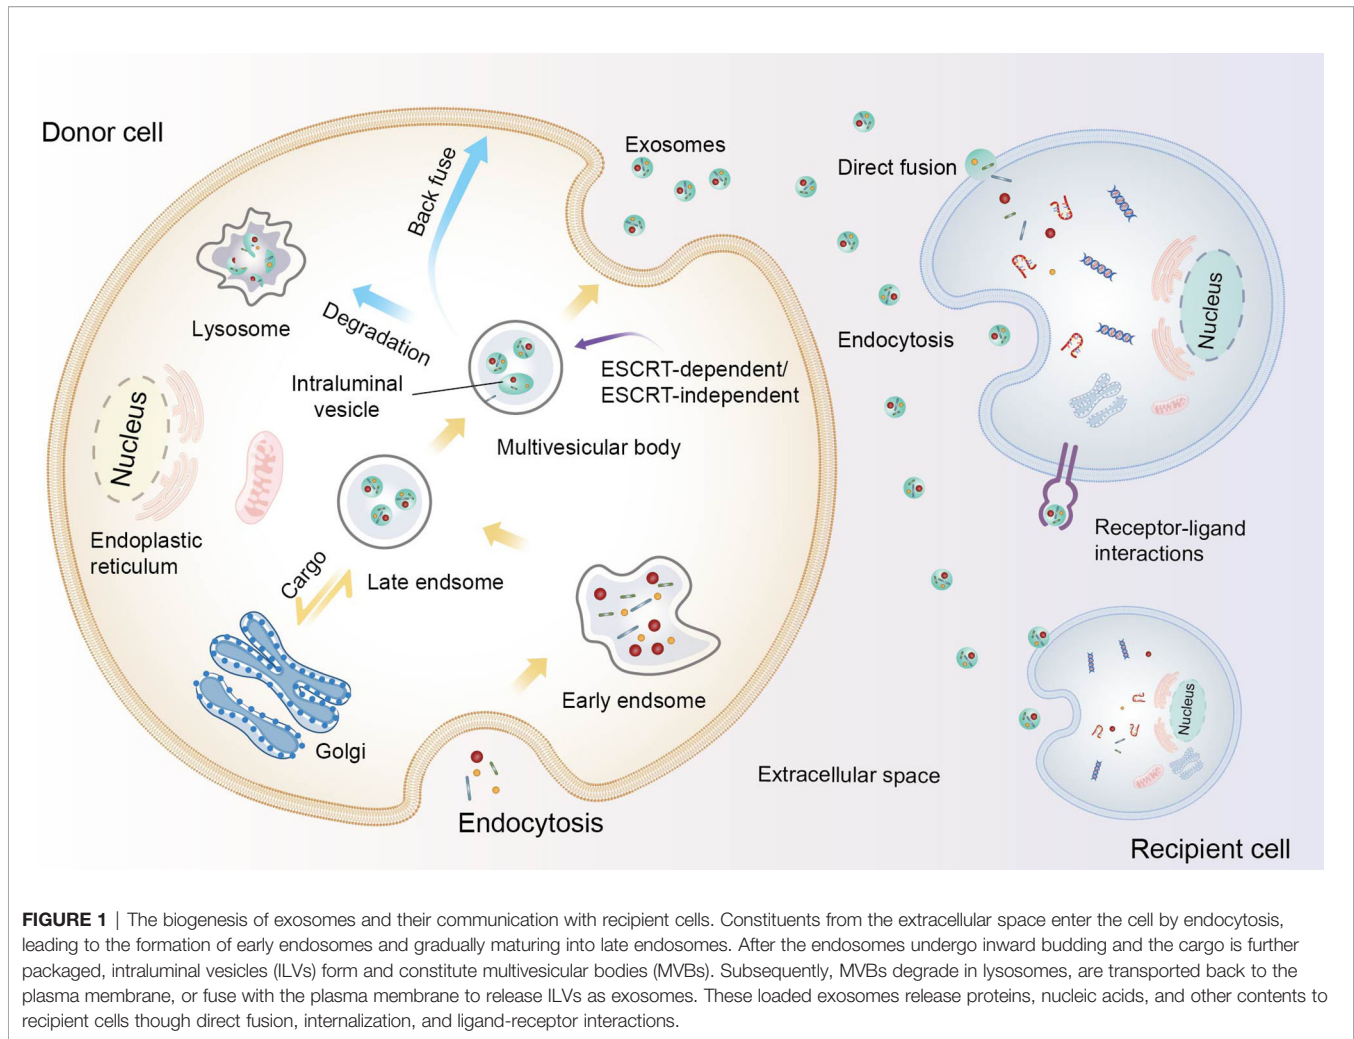 Donor cell
Exosomes
Direct fusion
Back fuse
Nucleus
Lysosome
Degradation
Endocytosis
Intraluminal
vesicle
ESCRT-dependent/
ESCRT-independent
Nucleus
Multivesicular body
Endoplastic
reticulum
Receptor-ligand
interactions
Cargo
Late endsome
Early endsome
Nucleus
Golgi
Extracellular space
Endocytosis
Recipient cell
FIGURE 1 | The biogenesis of exosomes and their communication with recipient cells. Constituents from the extracellular space enter the cell by endocytosis,
leading to the formation of early endosomes and gradually maturing into late endosomes. After the endosomes undergo inward budding and the cargo is further
packaged, intraluminal vesicles (ILVs) form and constitute multivesicular bodies (MVBs). Subsequently, MVBs degrade in lysosomes, are transported back to the
plasma membrane, or fuse with the plasma membrane to release ILVs as exosomes. These loaded exosomes release proteins, nucleic acids, and other contents to
recipient cells though direct fusion, internalization, and ligand-receptor interactions.